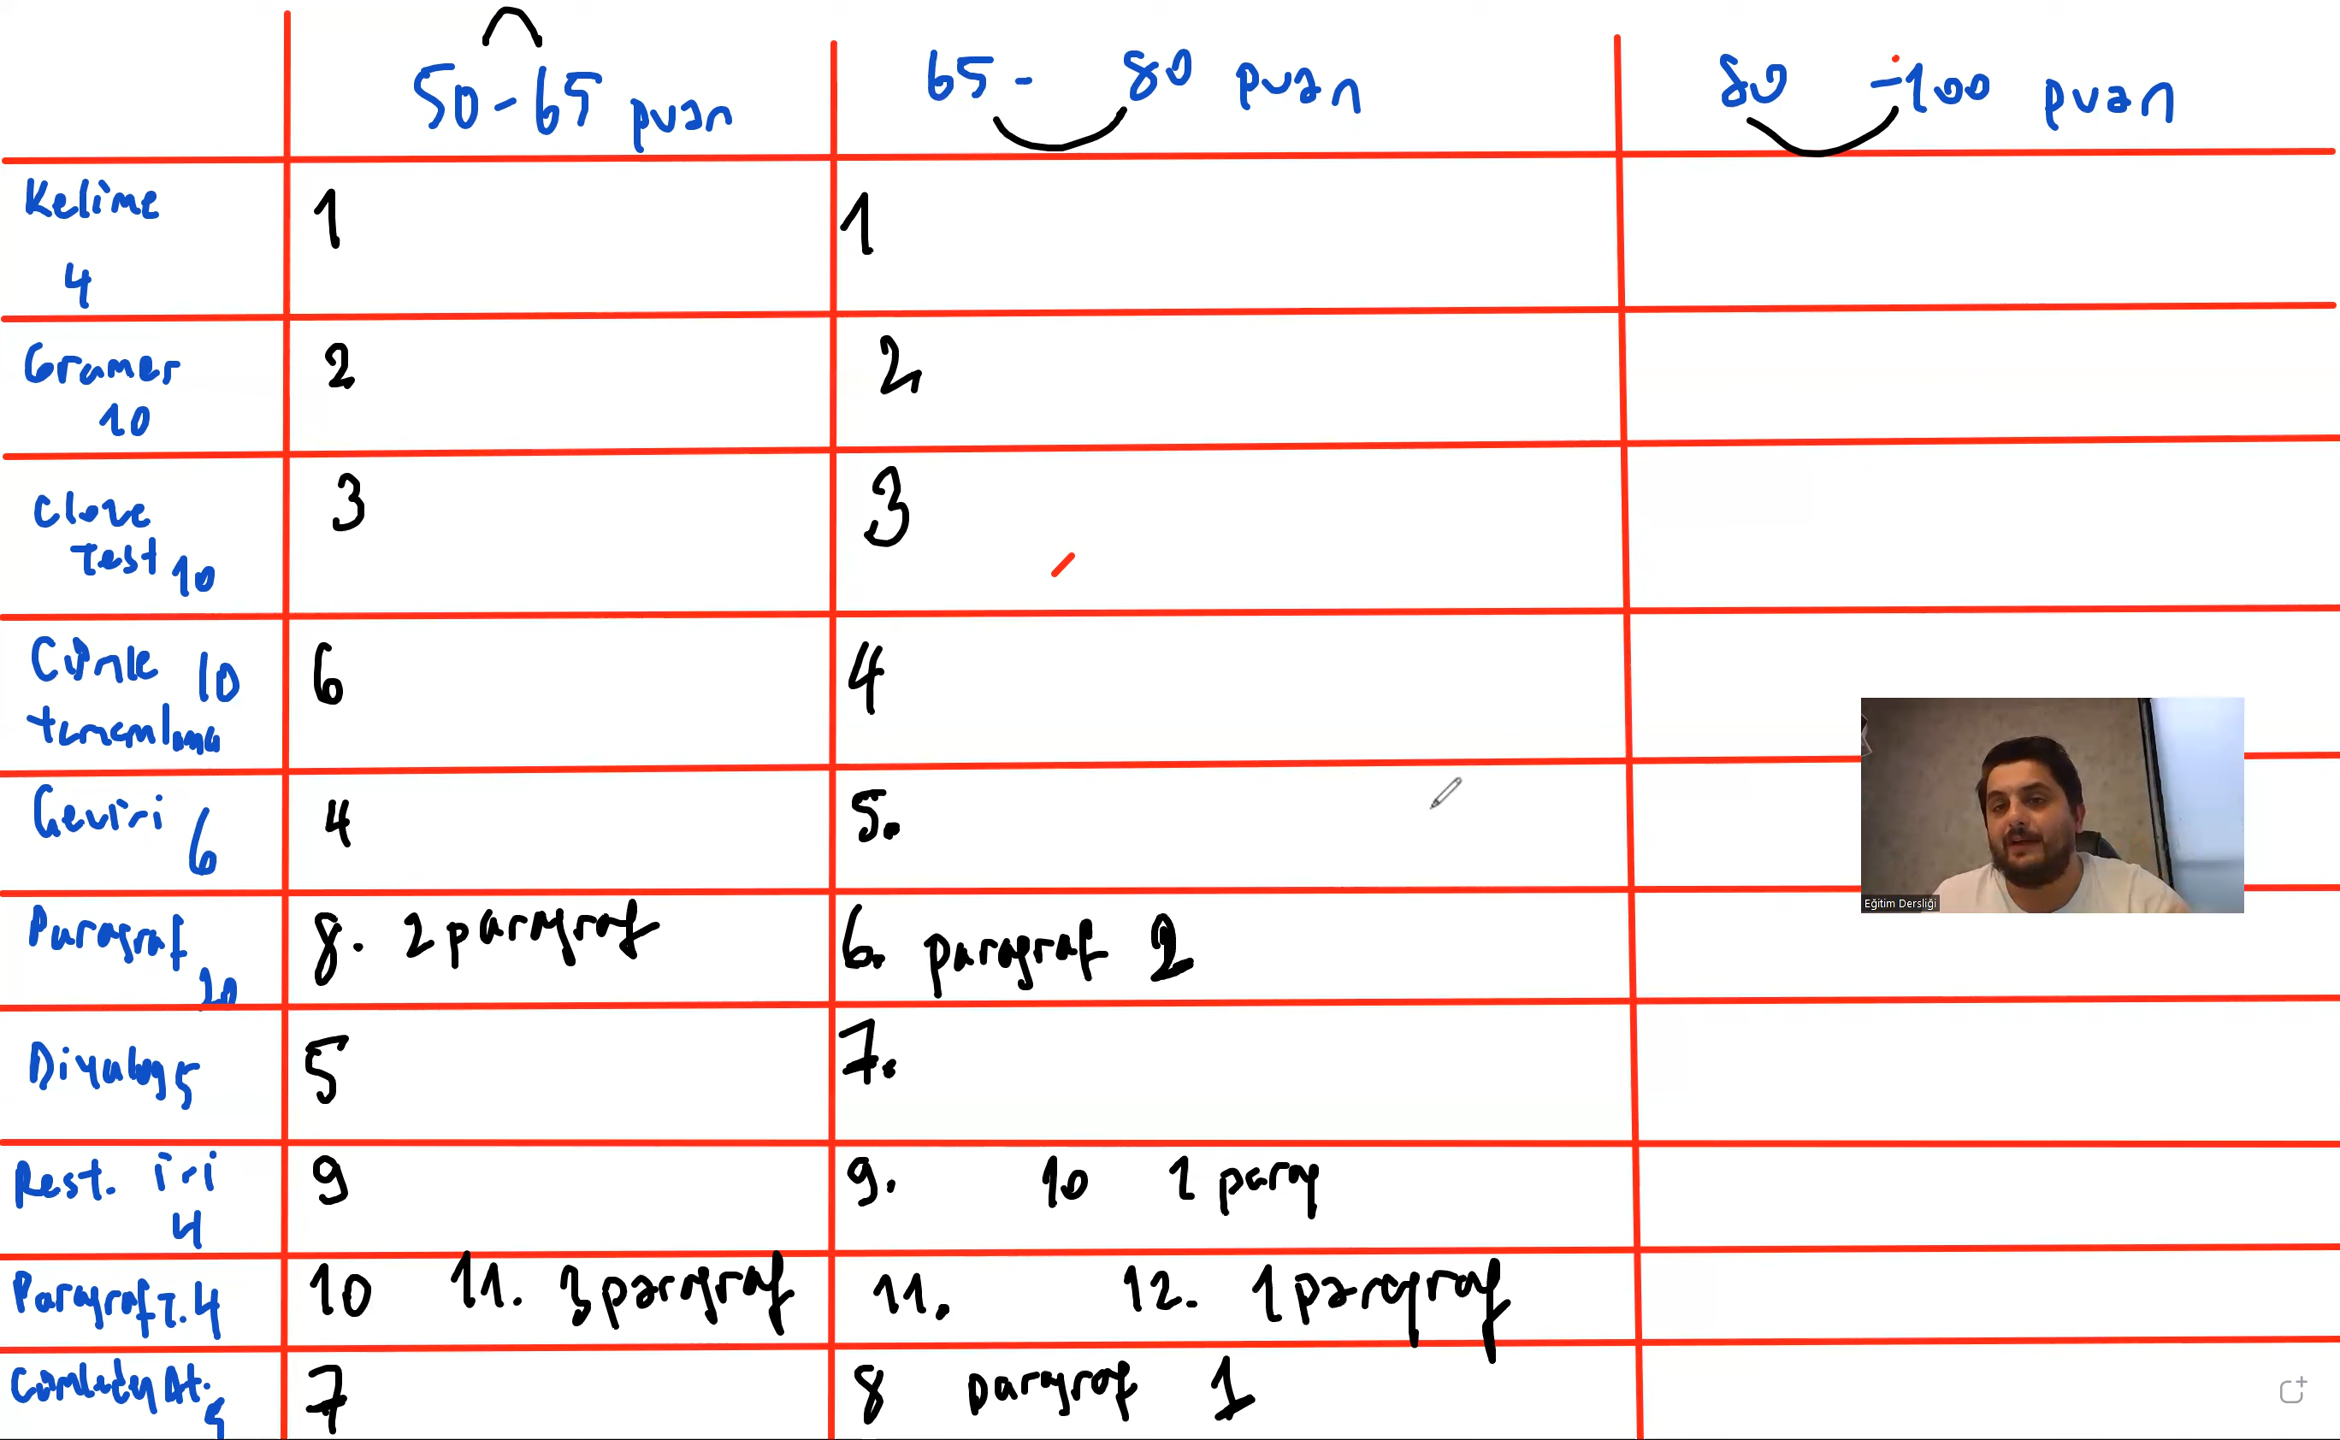 50-65 puan 65- 80 puan 80 -100 puan
Kelime 1 1
4
Gramer 2 2
10
Cloze 3 3
Test 10
Cümle 10 6 4
tamamlama
Çeviri 6 4 5.
Paragraf 8. 2 paragraf 6. paragraf 2
20
Diyalog 5 5 7.
Rest. iri 9 9. 10 1 parag
4
Paragraf T. 4 10 11. 3 paragraf 11. 12. 1 paragraf
At. 5 7 8 paragraf 1
Eğitim Dersliği